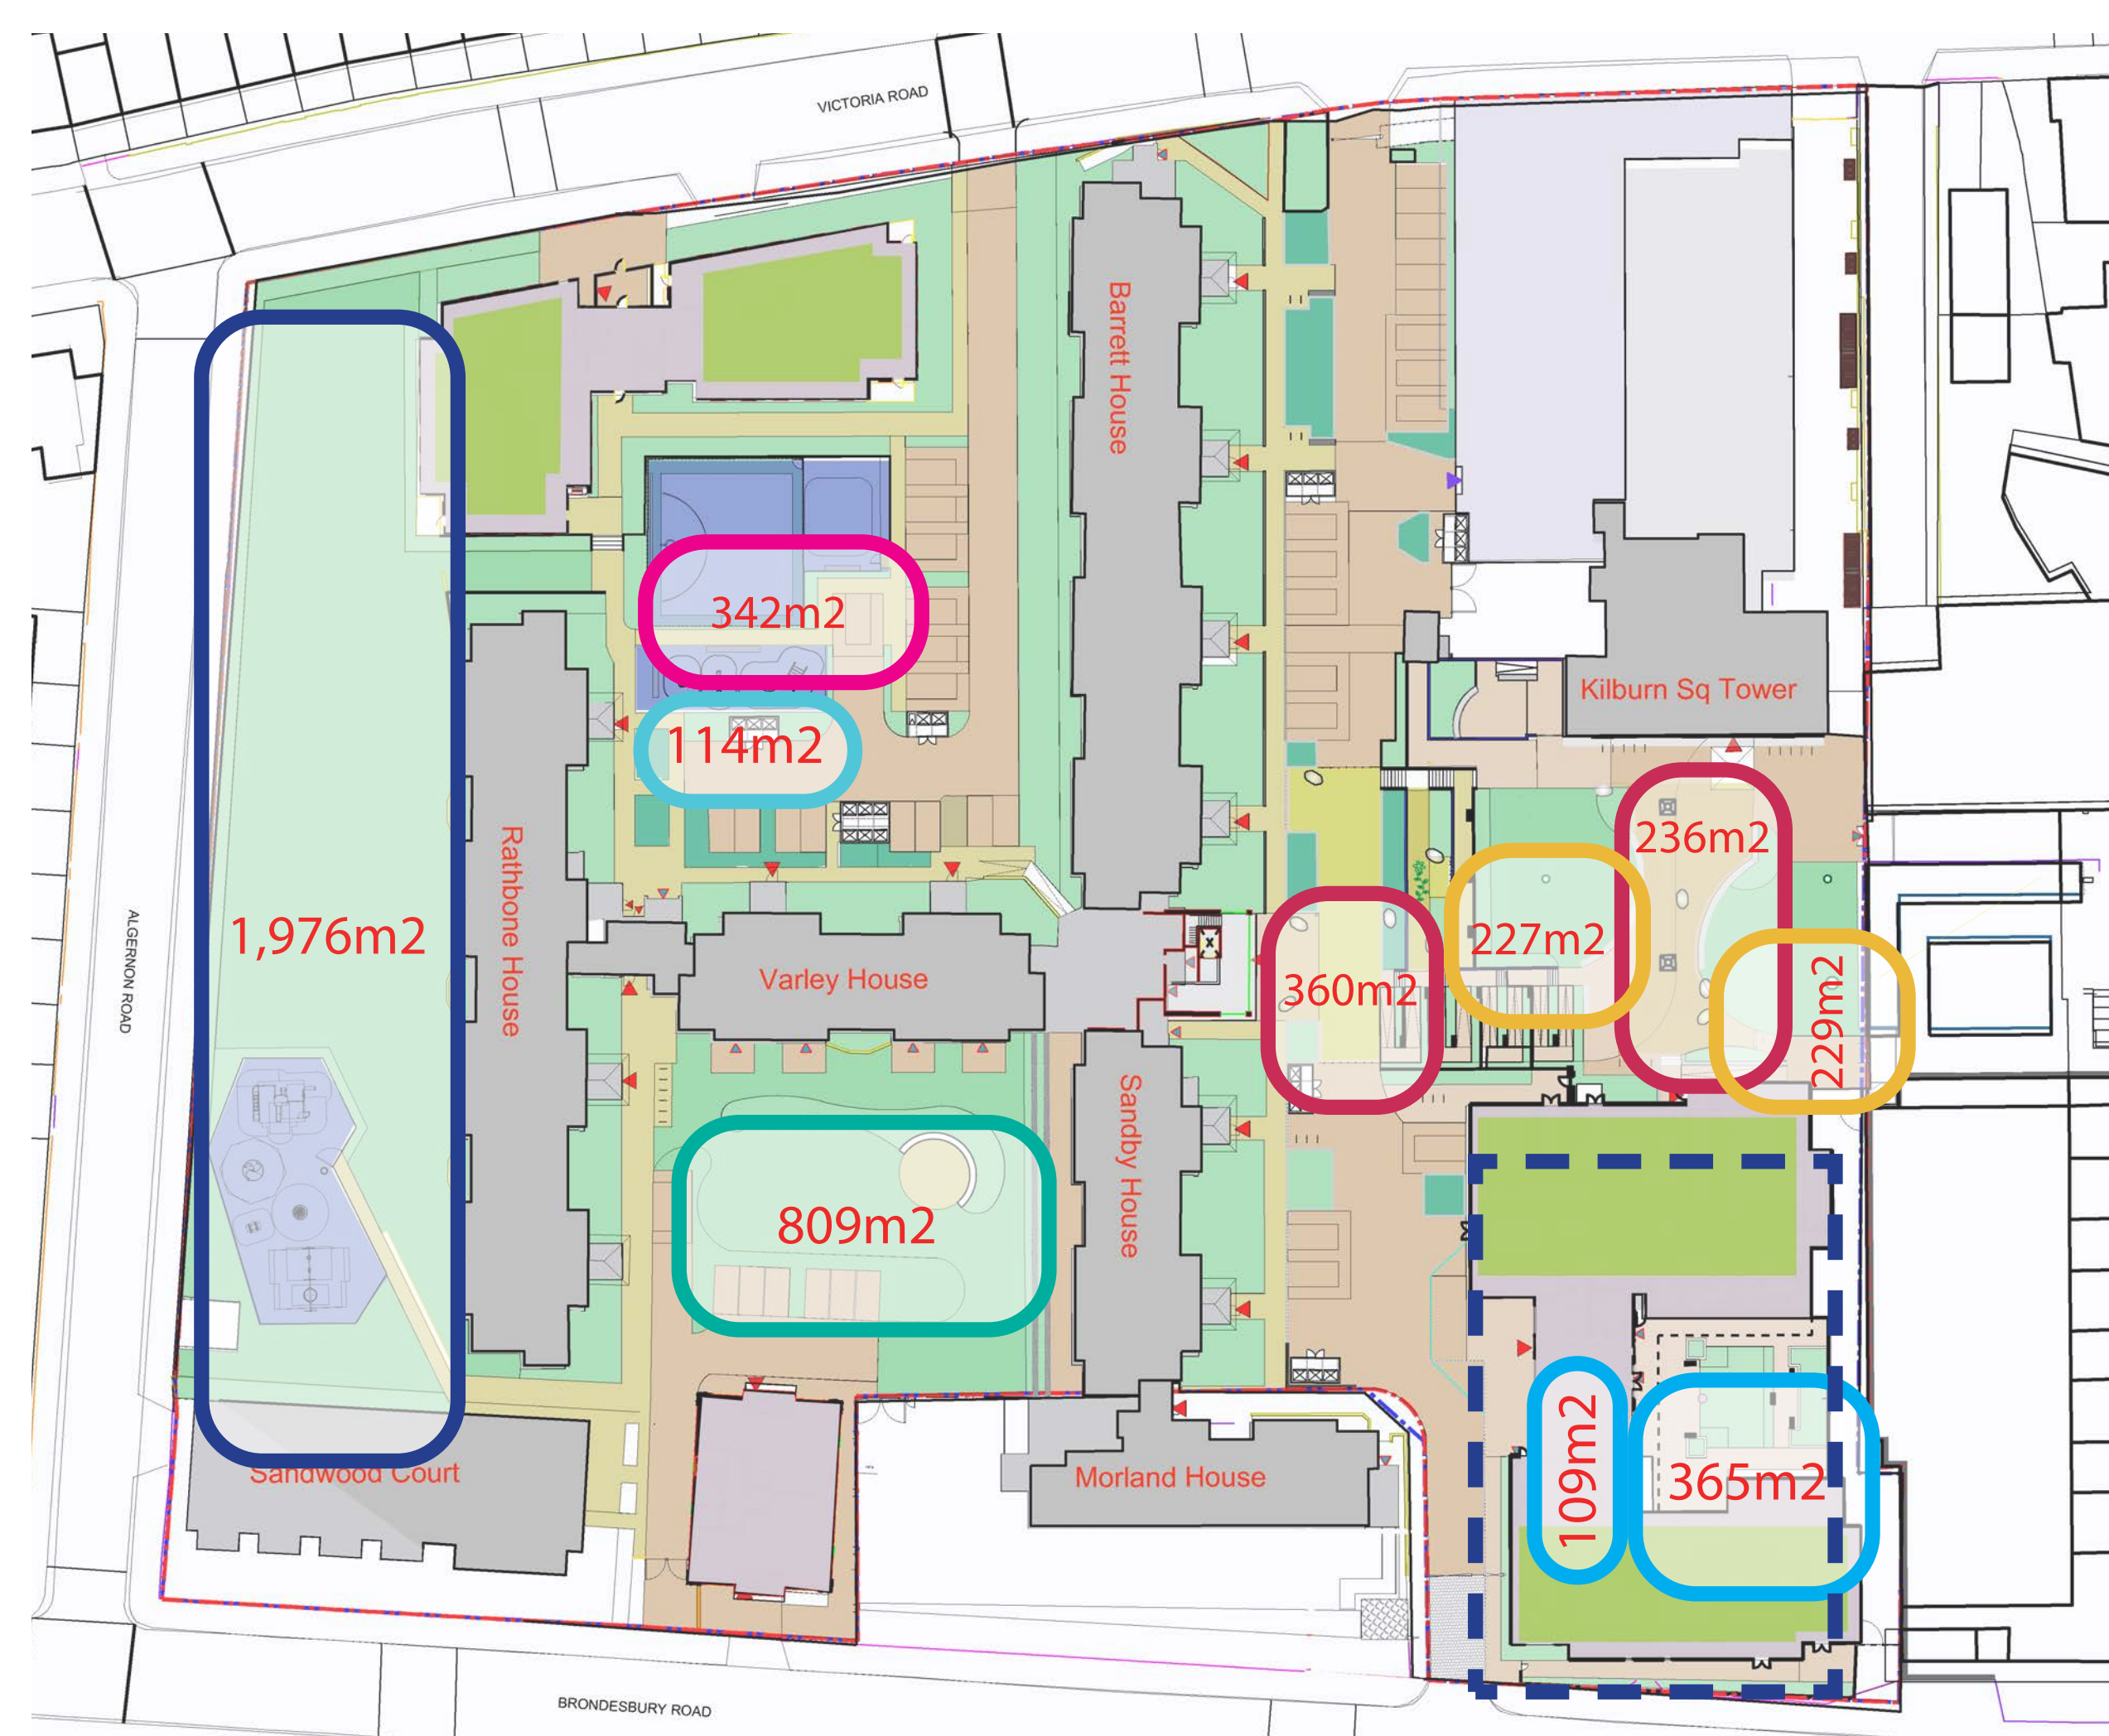 VICTORIA ROAD
Barrett House
342m2
Kilburn Sq Tower
114m2
236m2
Rathbone House
1,976m2
ALGERNON ROAD
Varley House
227m2
360m2
229m2
Sandby House
809m2
109m2
365m2
Sandwood Court
Morland House
BRONDESBURY ROAD